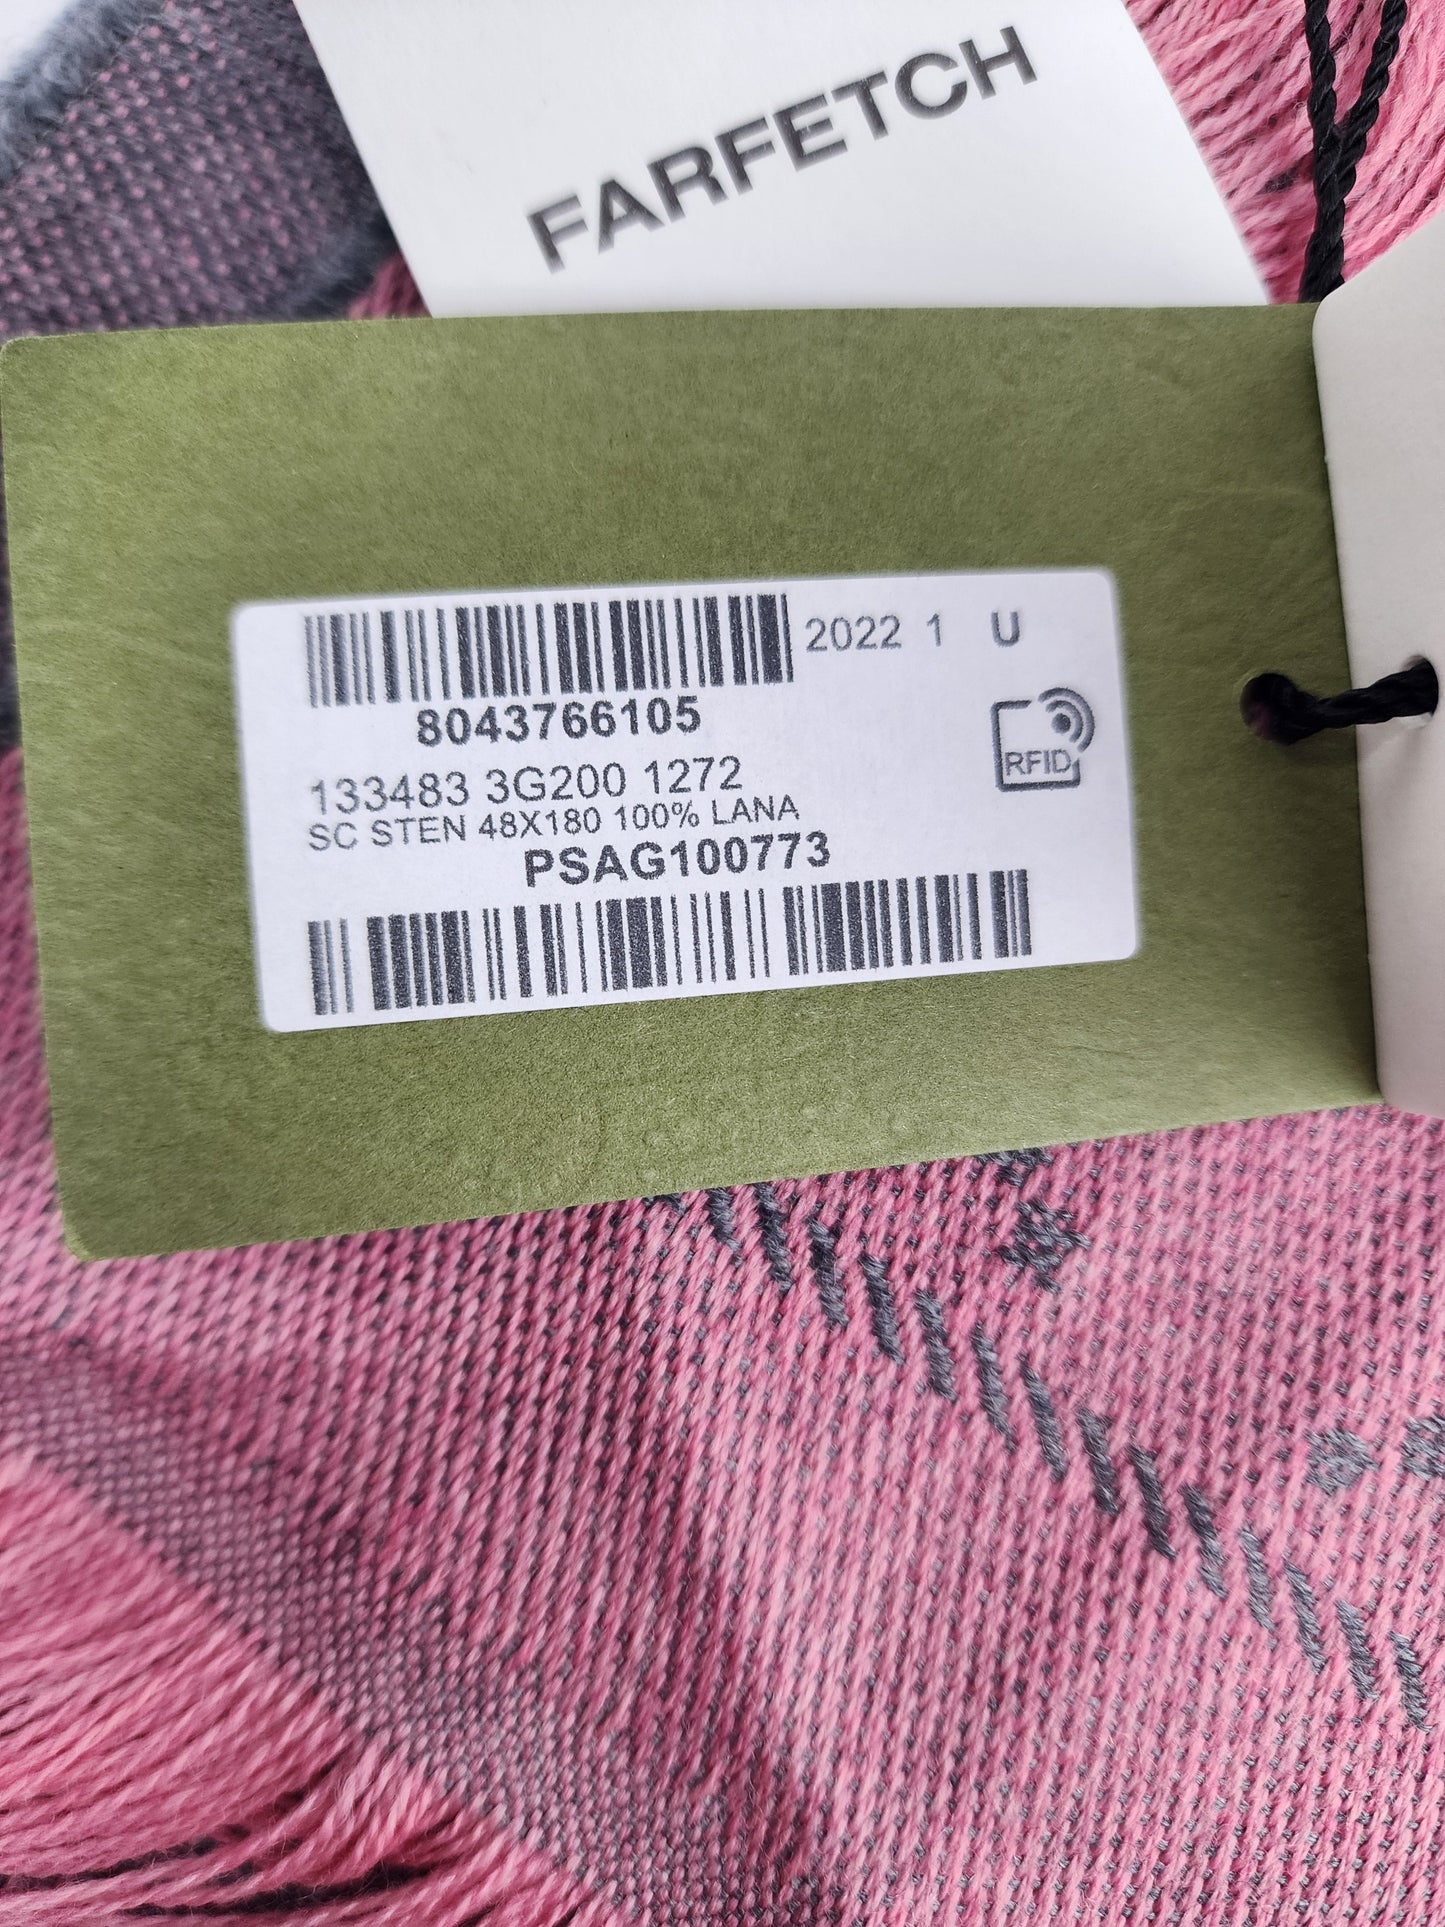 FARFETCH
2022 1 U
8043766105
RFID
133483 3G200 1272
SC STEN 48X180 100% LANA
PSAG100773